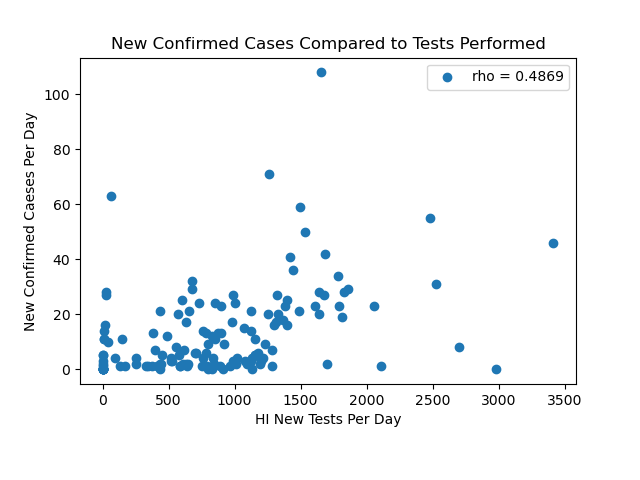 New Confirmed Cases Compared to Tests Performed
rho = 0.4869
New Confirmed Caeses Per Day
100
80
60
40
20
0
0 500 1000 1500 2000 2500 3000 3500
HI New Tests Per Day